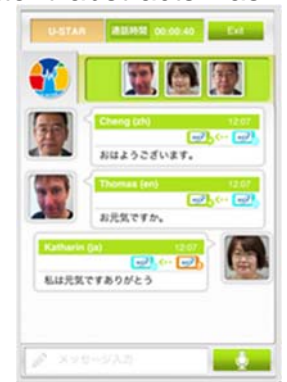 U-STAR 通話時間 00:00:40 Exit
Cheng (zh) 12:07
おはようございます。
Thomas (en) 12:07
お元気ですか。
Katharin (ja) 12:07
私は元気ですありがとう
メッセージ入力